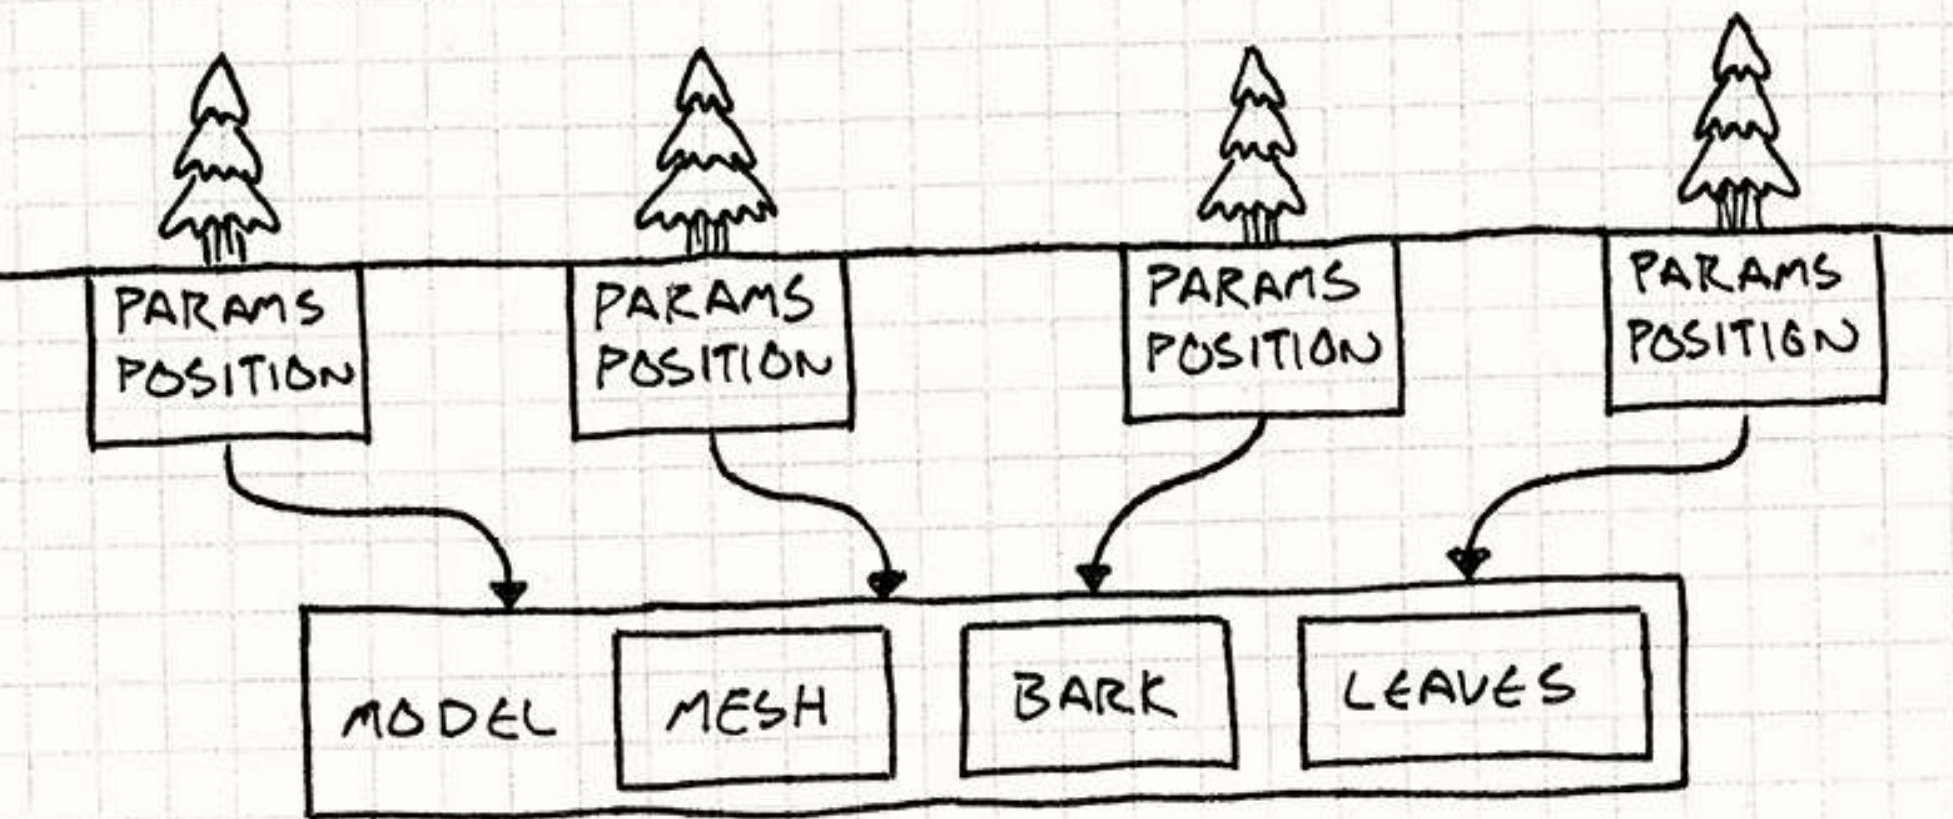 PARAMS
POSITION
PARAMS
POSITION
PARAMS
POSITION
PARAMS
POSITION
MODEL
MESH
BARK
LEAVES